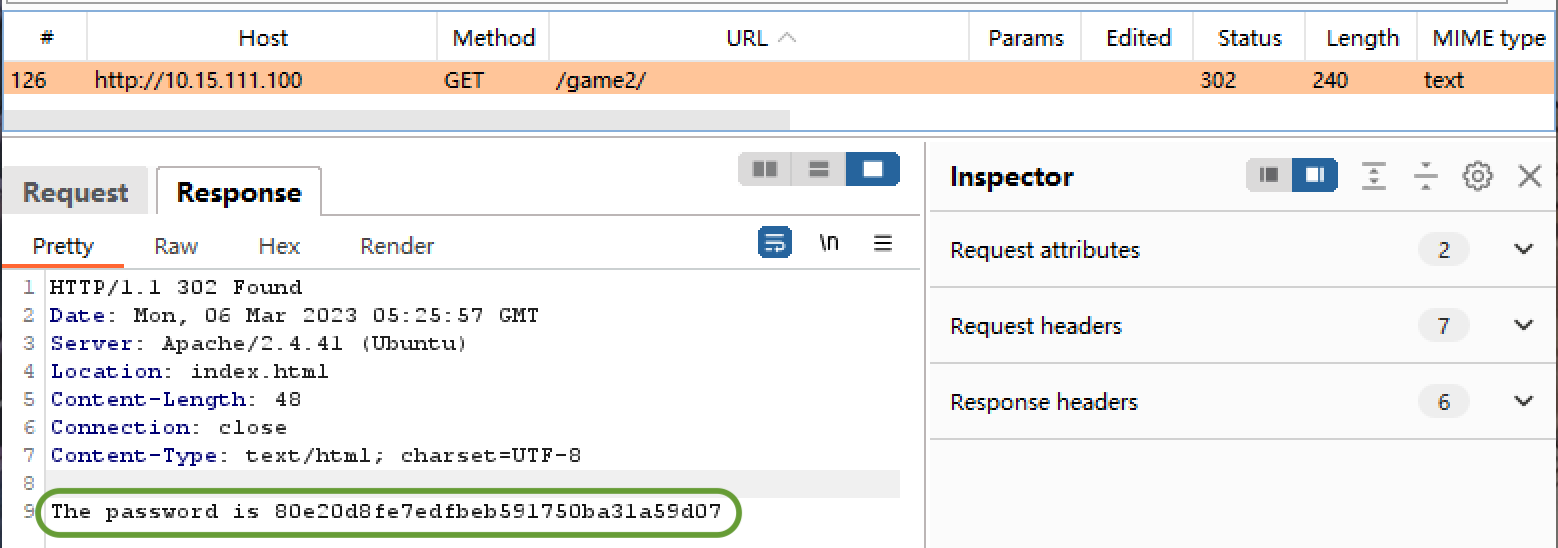 # Host Method URL Params Edited Status Length MIME type
126 http://10.15.111.100 GET /game2/ 302 240 text
Request Response
Pretty Raw Hex Render \n
1 HTTP/1.1 302 Found
2 Date: Mon, 06 Mar 2023 05:25:57 GMT
3 Server: Apache/2.4.41 (Ubuntu)
4 Location: index.html
5 Content-Length: 48
6 Connection: close
7 Content-Type: text/html; charset=UTF-8
8
9 The password is 80e20d8fe7edfbeb591750ba31a59d07
Inspector
Request attributes 2
Request headers 7
Response headers 6